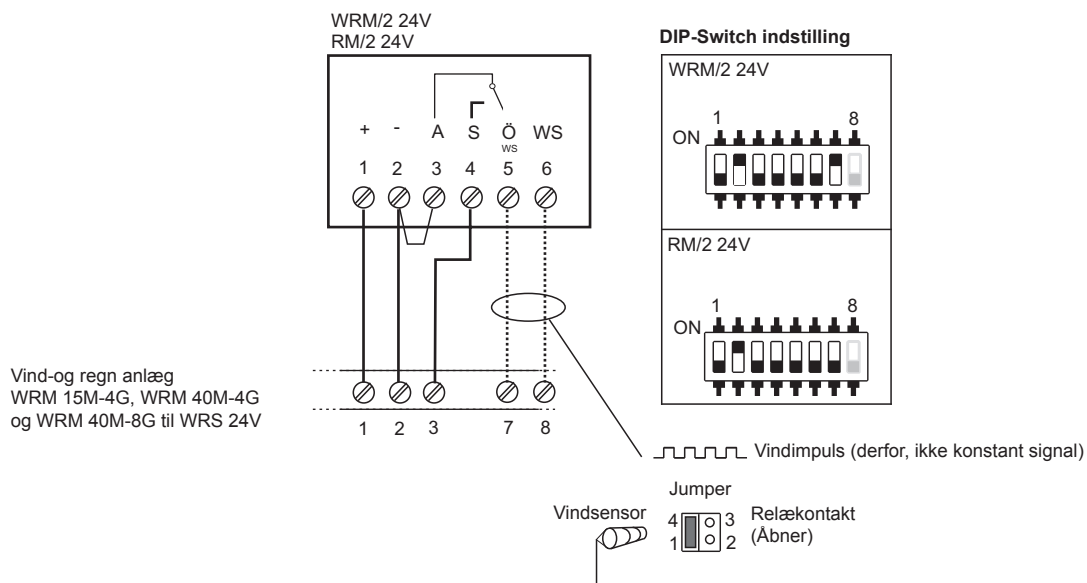 WRM/2 24V
RM/2 24V
+ - A S Ö WS
WS
1 2 3 4 5 6
Vind-og regn anlæg
WRM 15M-4G, WRM 40M-4G
og WRM 40M-8G til WRS 24V
1 2 3 7 8
DIP-Switch indstilling
WRM/2 24V
1 8
ON
RM/2 24V
1 8
ON
Vindimpuls (derfor, ikke konstant signal)
Jumper
Vindsensor
4 3
1 2
Relækontakt
(Åbner)